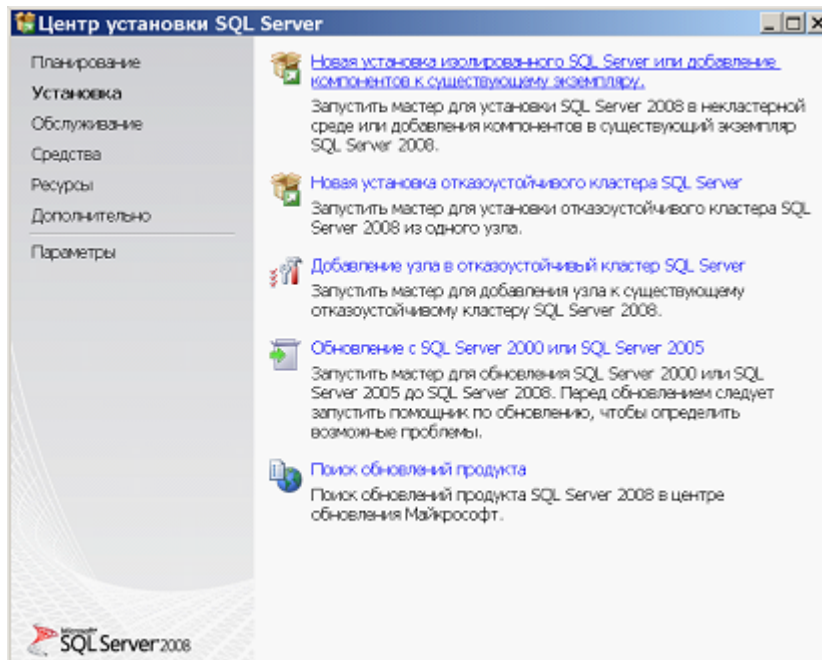 Центр установки SQL Server
Планирование
Установка
Обслуживание
Средства
Ресурсы
Дополнительно
Параметры
Новая установка изолированного SQL Server или добавление
компонентов к существующему экземпляру.
Запустить мастер для установки SQL Server 2008 в некластерной
среде или добавления компонентов в существующий экземпляр
SQL Server 2008.
Новая установка отказоустойчивого кластера SQL Server
Запустить мастер для установки отказоустойчивого кластера SQL
Server 2008 из одного узла.
Добавление узла в отказоустойчивый кластер SQL Server
Запустить мастер для добавления узла к существующему
отказоустойчивому кластеру SQL Server 2008.
Обновление с SQL Server 2000 или SQL Server 2005
Запустить мастер для обновления SQL Server 2000 или SQL
Server 2005 до SQL Server 2008. Перед обновлением следует
запустить помощник по обновлению, чтобы определить
возможные проблемы.
Поиск обновлений продукта
Поиск обновлений продукта SQL Server 2008 в центре
обновления Майкрософт.
Microsoft
SQL Server 2008